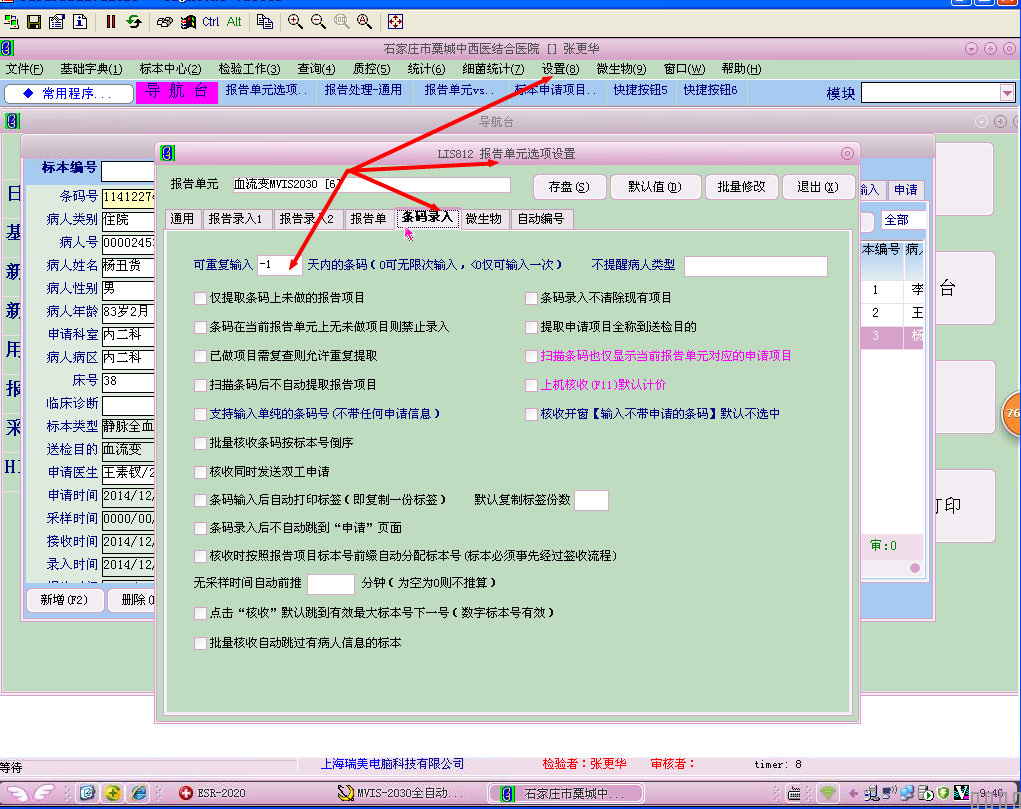 Ctrl Alt
石家庄市藁城中西医结合医院 [] 张更华
文件(F) 基础字典(1) 标本中心(2) 检验工作(3) 查询(4) 质控(5) 统计(6) 细菌统计(7) 设置(8) 微生物(9) 窗口(W) 帮助(H)
常用程序... 导 航 台 报告单元选项.. 报告处理-通用 报告单元vs.. 标本申请项目.. 快捷按钮5 快捷按钮6 模块
导航台
LIS812 报告单元选项设置
报告单元 血流变MVIS2030 [6] 存盘(S) 默认值(D) 批量修改 退出(X)
通用 报告录入1 报告录入2 报告单 条码录入 微生物 自动编号
可重复输入 -1 天内的条码(0可无限次输入,<0仅可输入一次) 不提醒病人类型
仅提取条码上未做的报告项目 条码录入不清除现有项目
条码在当前报告单元上无未做项目则禁止录入 提取申请项目全称到送检目的
已做项目需复查则允许重复提取 扫描条码也仅显示当前报告单元对应的申请项目
扫描条码后不自动提取报告项目 上机核收(F11)默认计价
支持输入单纯的条码号(不带任何申请信息) 核收开窗【输入不带申请的条码】默认不选中
批量核收条码按标本号倒序
核收同时发送双工申请
条码输入后自动打印标签(即复制一份标签) 默认复制标签份数
条码录入后不自动跳到“申请”页面
核收时按照报告项目标本号前缀自动分配标本号(标本必须事先经过签收流程)
无采样时间自动前推 分钟(为空为0则不推算)
点击“核收”默认跳到有效最大标本号下一号(数字标本号有效)
批量核收自动跳过有病人信息的标本
标本编号
条码号 1141227
病人类别 住院
病人号 0000245
病人姓名 杨丑货
病人性别 男
病人年龄 83岁2月
申请科室 内二科
病人病区 内二科
床号 38
临床诊断
标本类型 静脉全血
送检目的 血流变
申请医生 王素钗/2
申请时间 2014/12,
采样时间 0000/00,
接收时间 2014/12,
录入时间 2014/12,
新增(F2) 删除(
日
基
新
新
用
报
采
H
入 申请
全部
本编号 病
1 李
2 王
3 杨
审:0
台
打印
76
等待 上海瑞美电脑科技有限公司 检验者:张更华 审核者: timer: 8
ESR-2020 MVIS-2030全自动... 石家庄市藁城中... 9:46